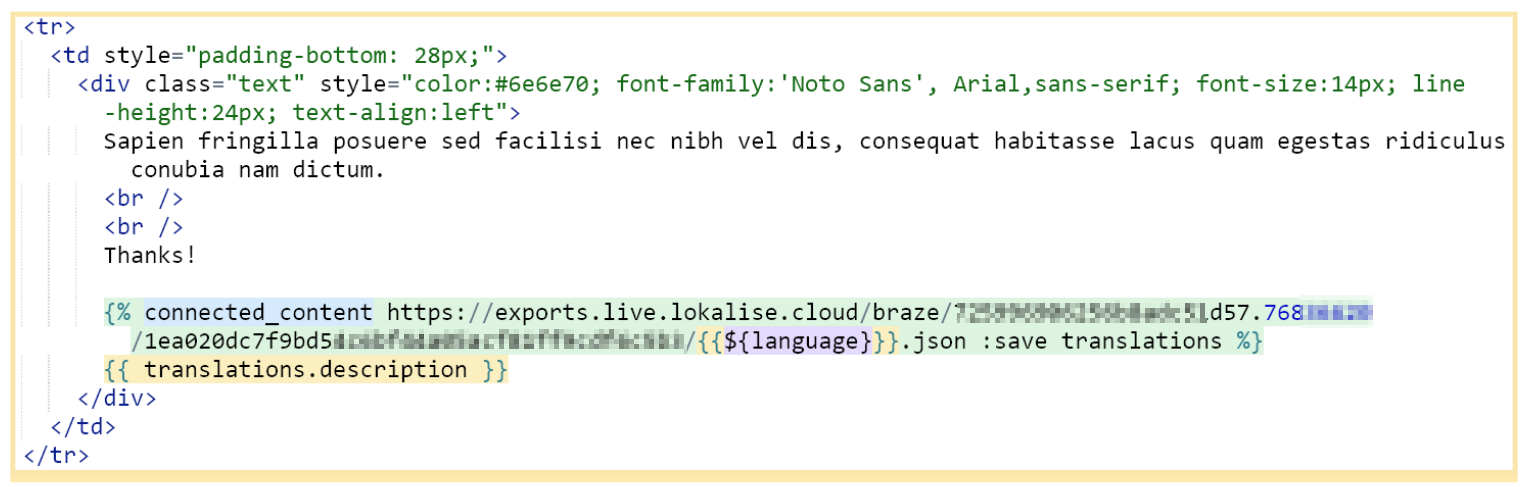 <tr>
<td style="padding-bottom: 28px;">
<div class="text" style="color:#6e6e70; font-family:'Noto Sans', Arial,sans-serif; font-size:14px; line
-height:24px; text-align:left">
Sapien fringilla posuere sed facilisi nec nibh vel dis, consequat habitasse lacus quam egestas ridiculus
conubia nam dictum.
<br />
<br />
Thanks!
{% connected_content https://exports.live.lokalise.cloud/braze/d57.768
/1ea020dc7f9bd5/{{${language}}}.json :save translations %}
{{ translations.description }}
</div>
</td>
</tr>